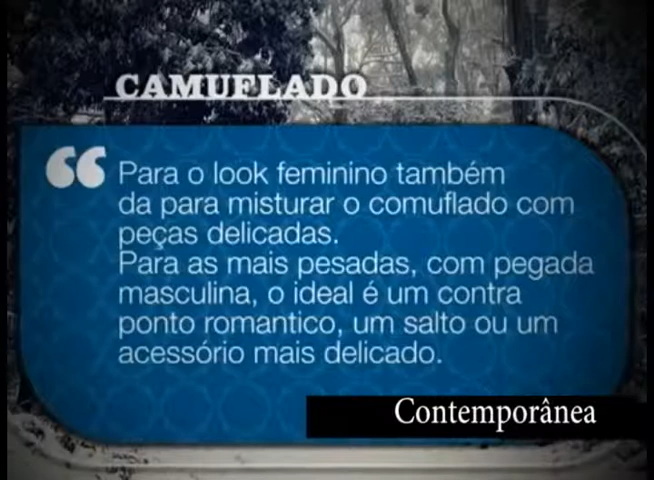 CAMUFLADO
“ Para o look feminino também
da para misturar o comuflado com
peças delicadas.
Para as mais pesadas, com pegada
masculina, o ideal é um contra
ponto romantico, um salto ou um
acessório mais delicado.
Contemporânea